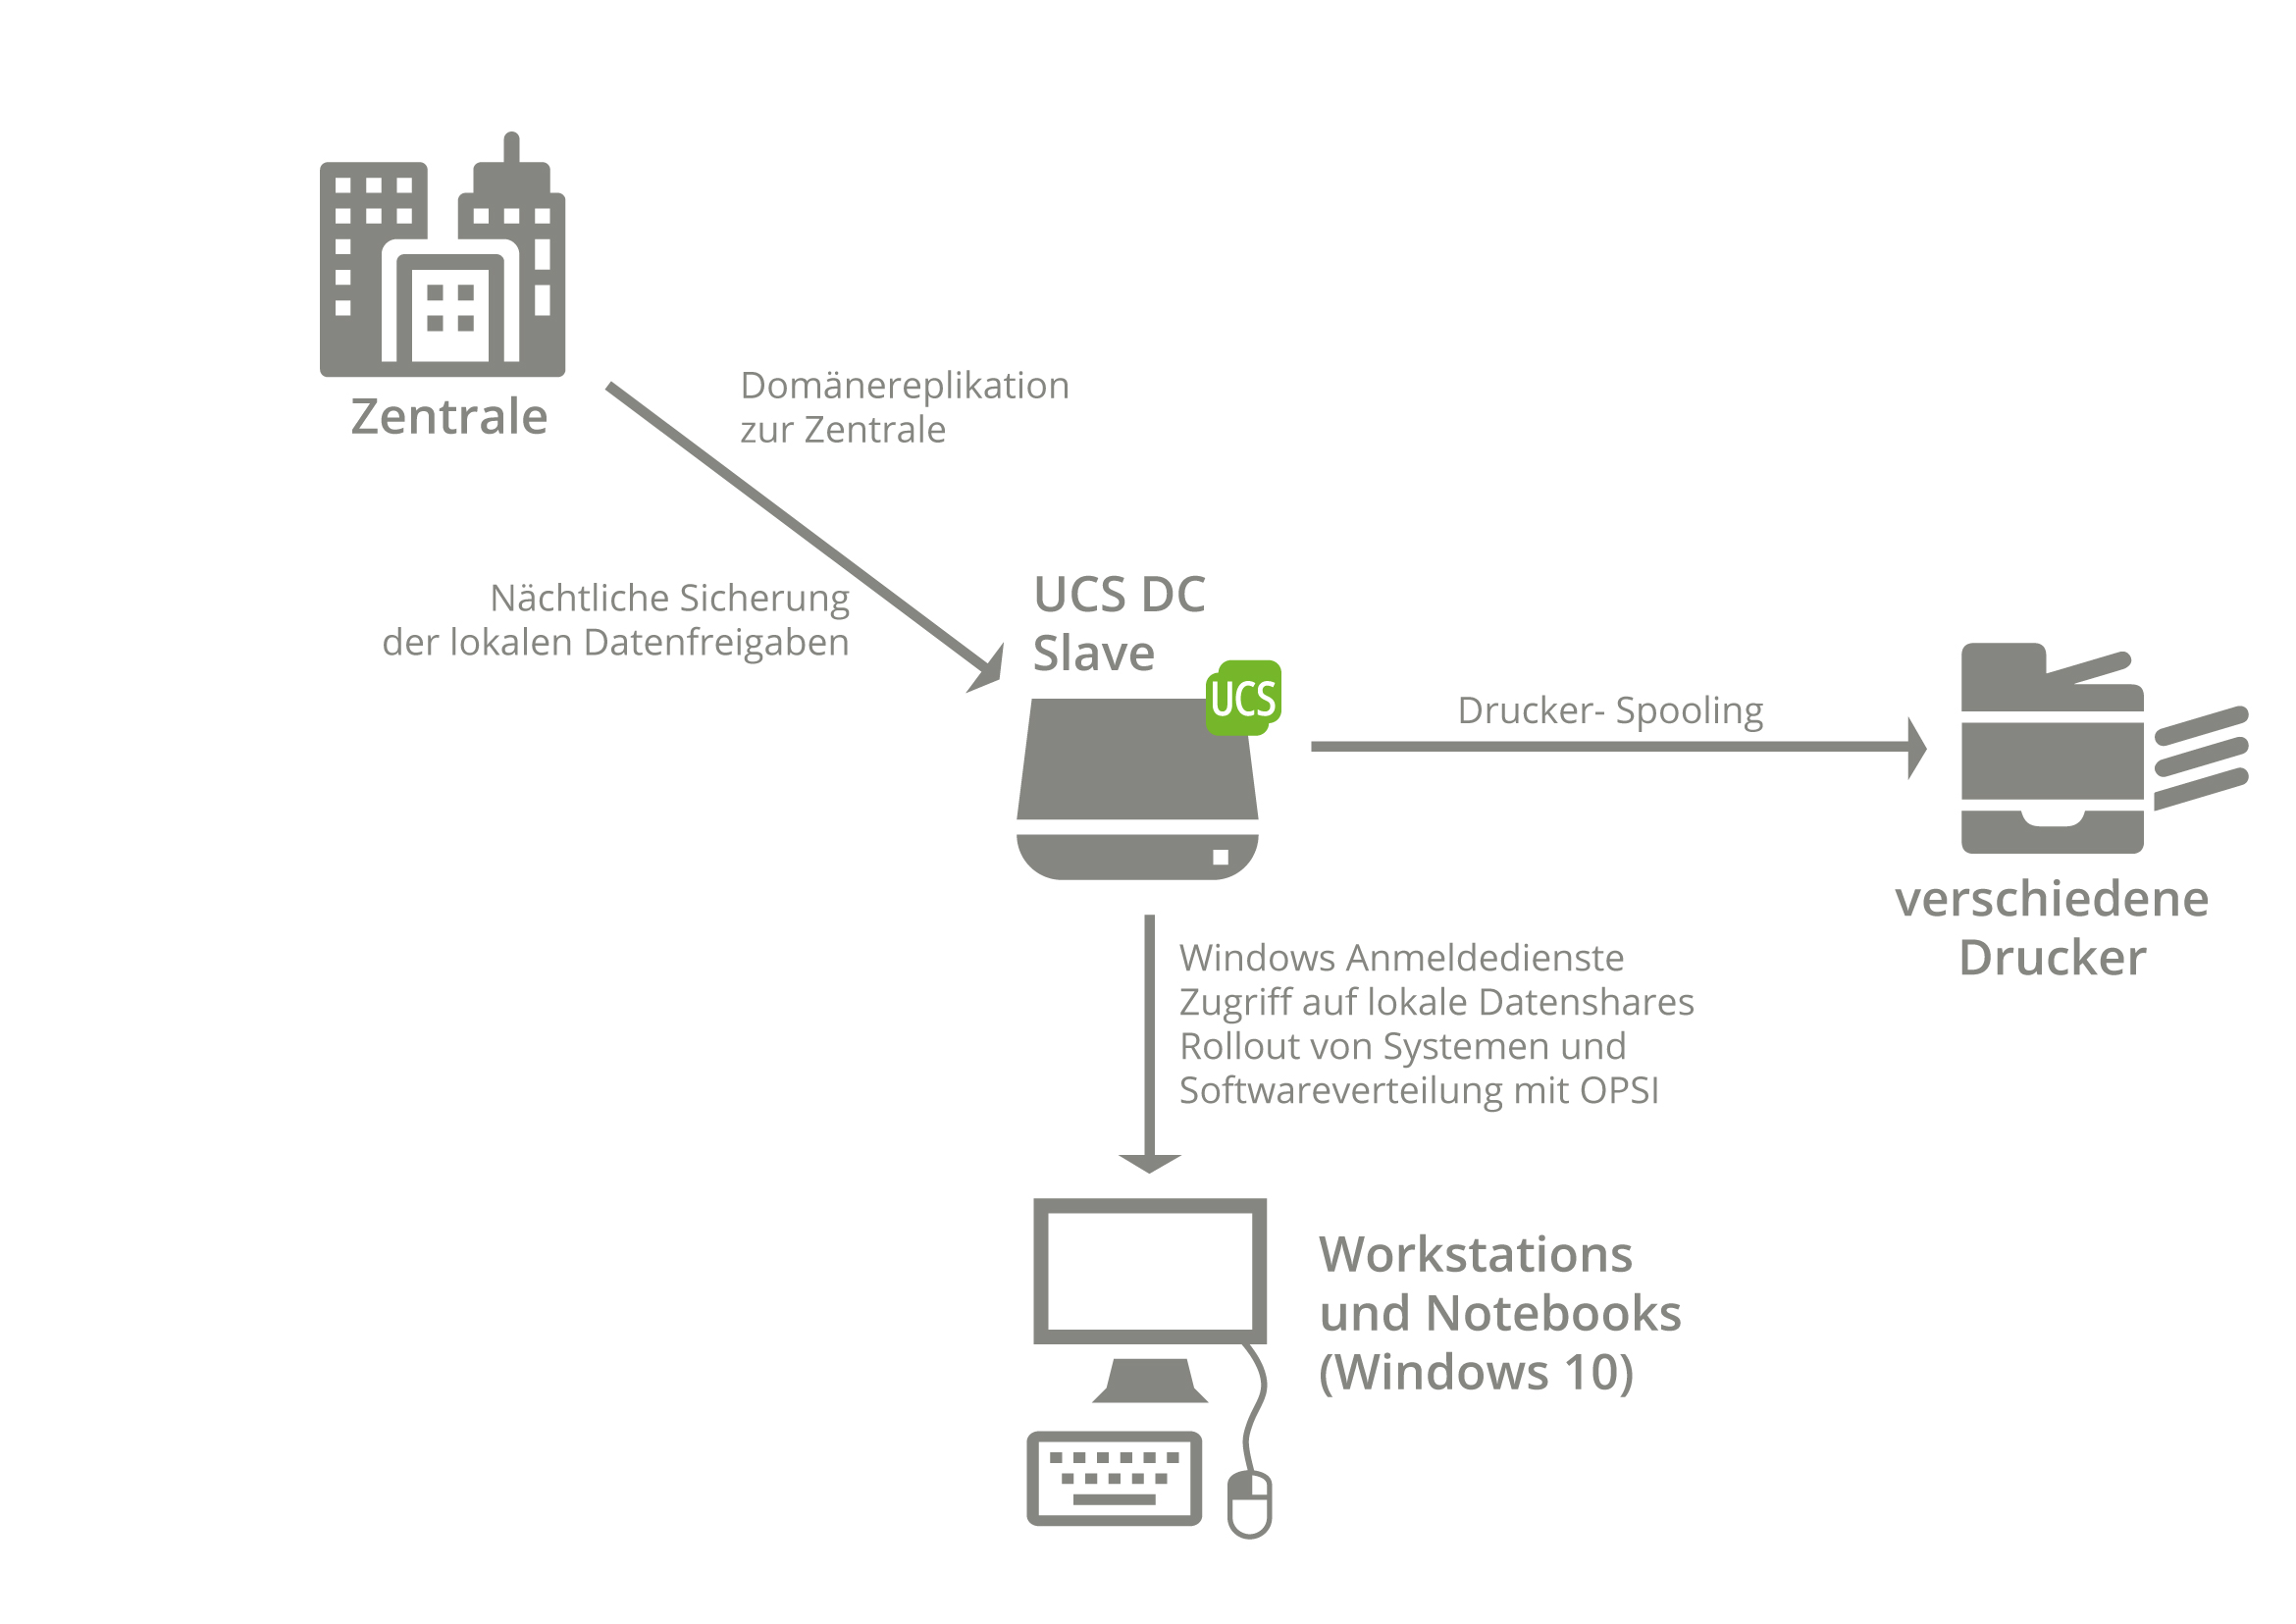 Zentrale
Domänereplikation
zur Zentrale
Nächtliche Sicherung
der lokalen Datenfreigaben
UCS DC
Slave
UCS
Drucker- Spooling
verschiedene
Drucker
Windows Anmeldedienste
Zugriff auf lokale Datenshares
Rollout von Systemen und
Softwareverteilung mit OPSI
Workstations
und Notebooks
(Windows 10)